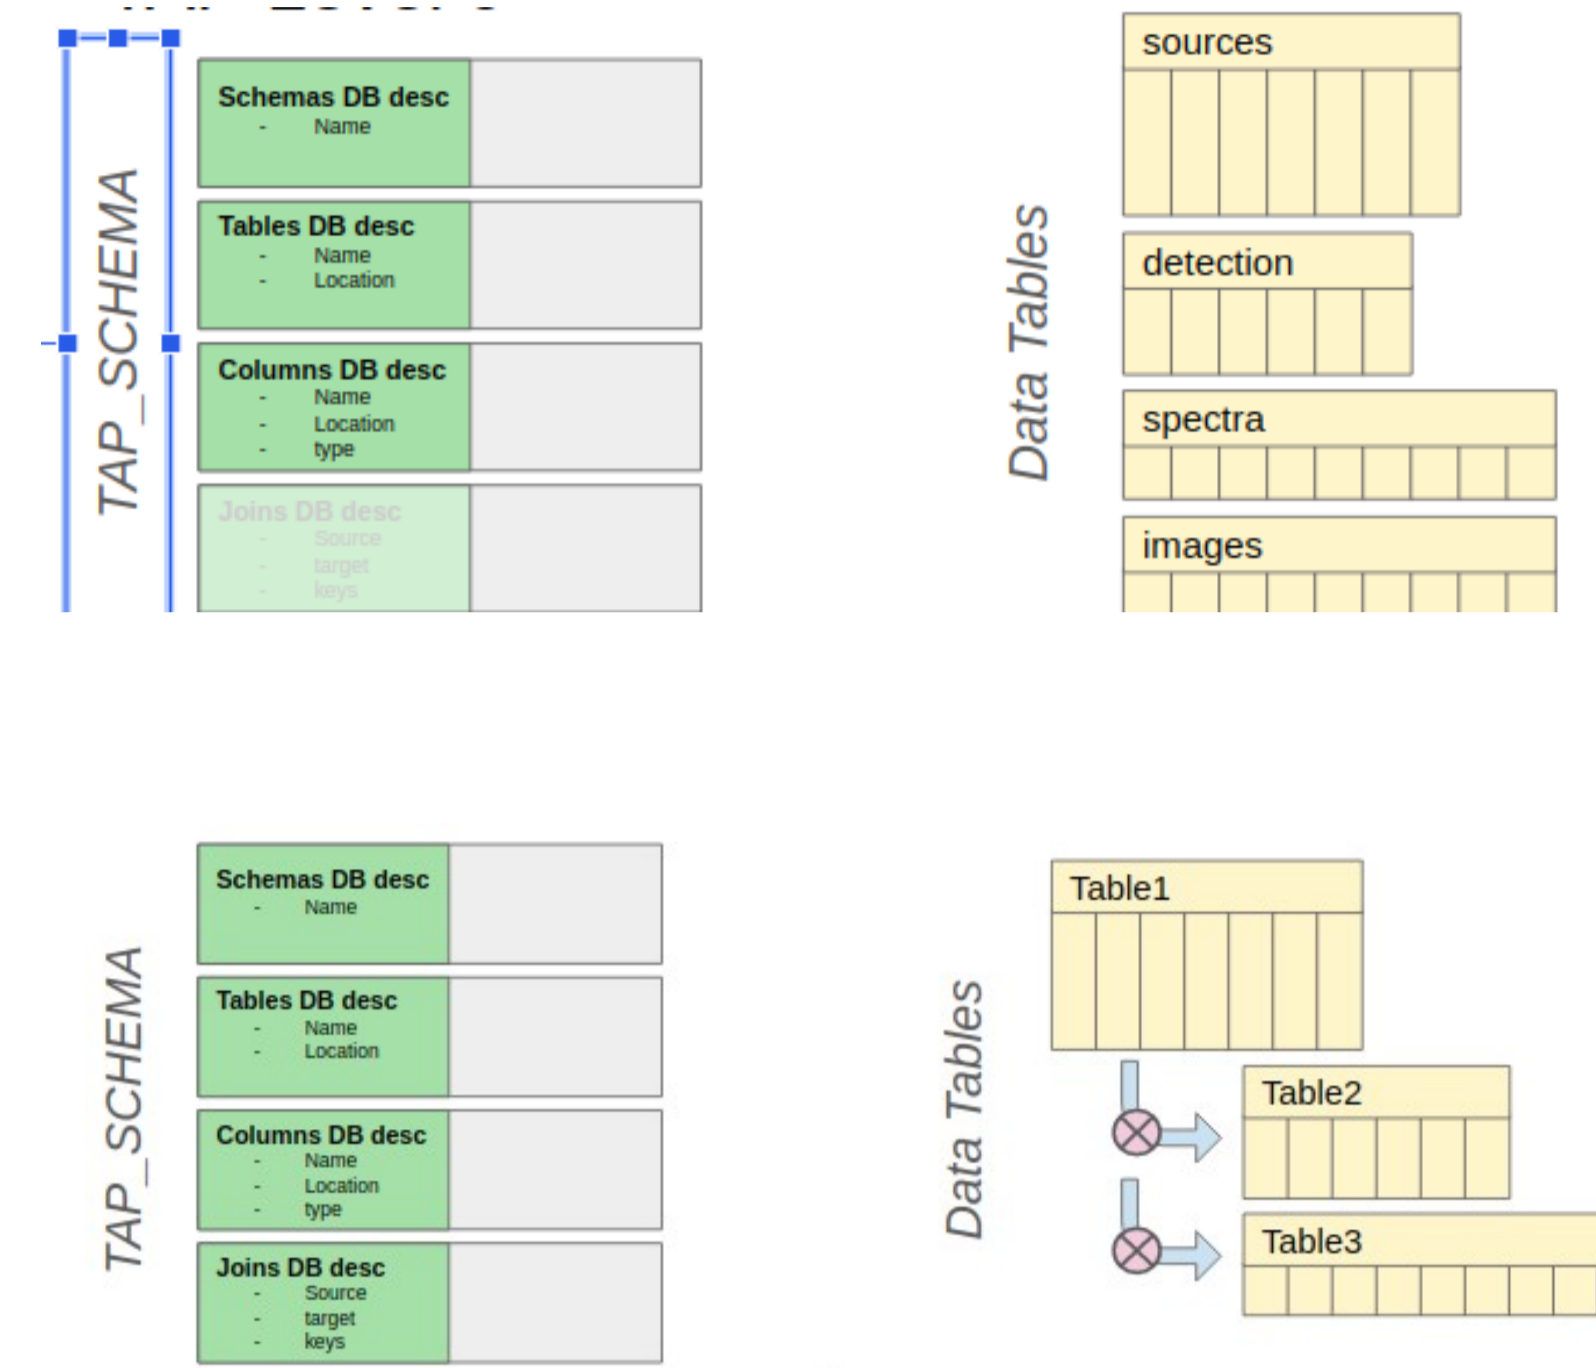 TAP_SCHEMA
Schemas DB desc
- Name
Tables DB desc
- Name
- Location
Columns DB desc
- Name
- Location
- type
Joins DB desc
- Source
- target
- keys
Data Tables
sources
detection
spectra
images
TAP_SCHEMA
Schemas DB desc
- Name
Tables DB desc
- Name
- Location
Columns DB desc
- Name
- Location
- type
Joins DB desc
- Source
- target
- keys
Data Tables
Table1
Table2
Table3